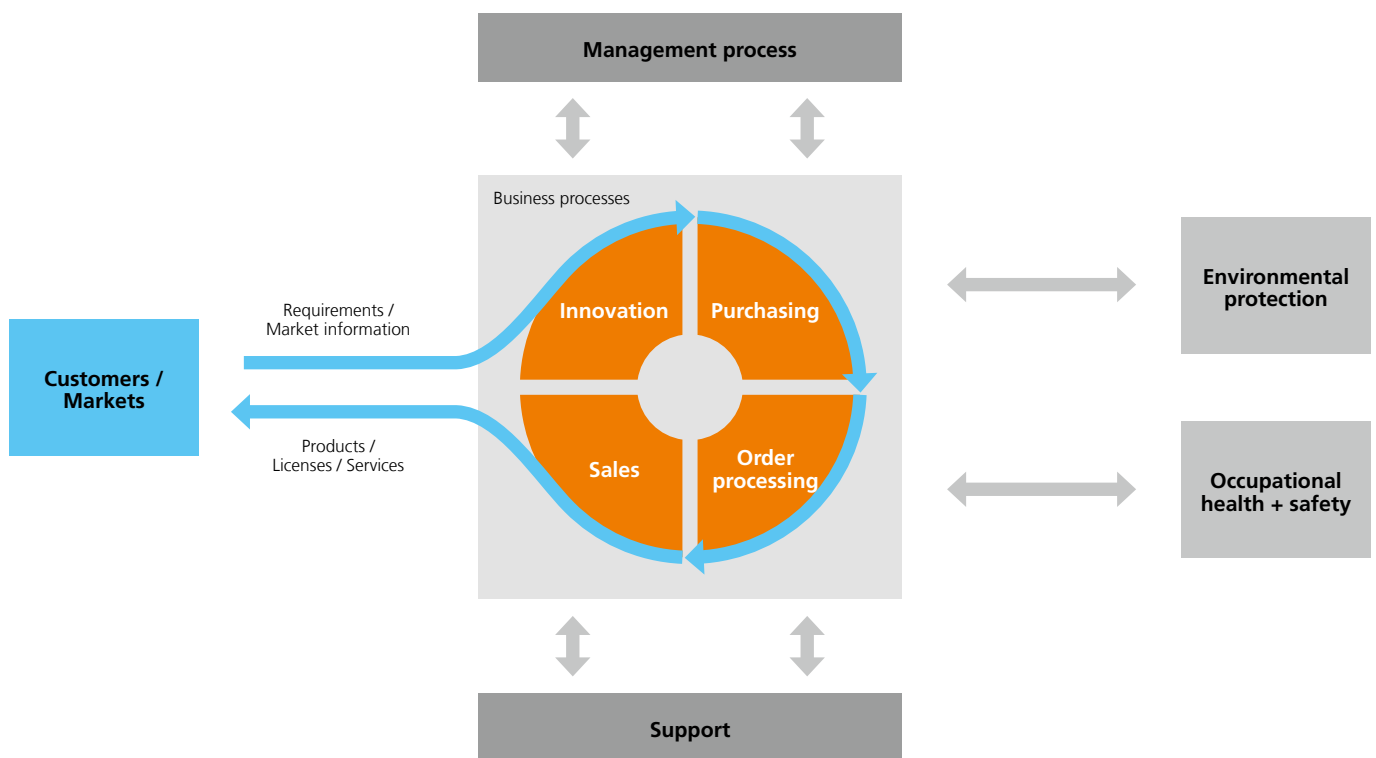 Management process
Business processes
Requirements /
Market information
Customers /
Markets
Products /
Licenses / Services
Innovation
Purchasing
Sales
Order
processing
Environmental
protection
Occupational
health + safety
Support